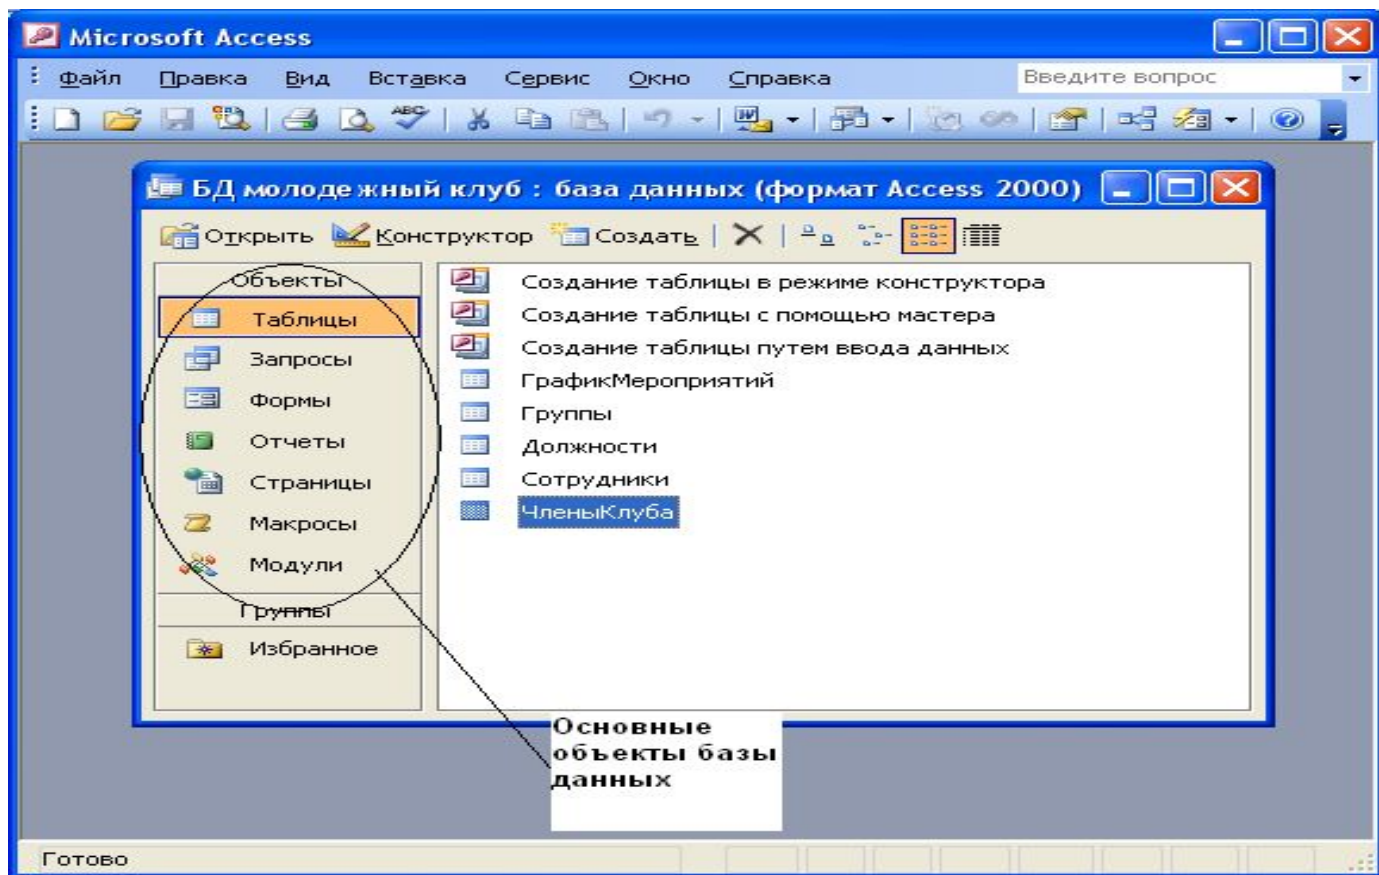 Microsoft Access
Файл Правка Вид Вставка Сервис Окно Справка Введите вопрос
БД молодежный клуб : база данных (формат Access 2000)
Открыть Конструктор Создать
Объекты
Таблицы
Запросы
Формы
Отчеты
Страницы
Макросы
Модули
Группы
Избранное
Создание таблицы в режиме конструктора
Создание таблицы с помощью мастера
Создание таблицы путем ввода данных
ГрафикМероприятий
Группы
Должности
Сотрудники
ЧленыКлуба
Основные
объекты базы
данных
Готово